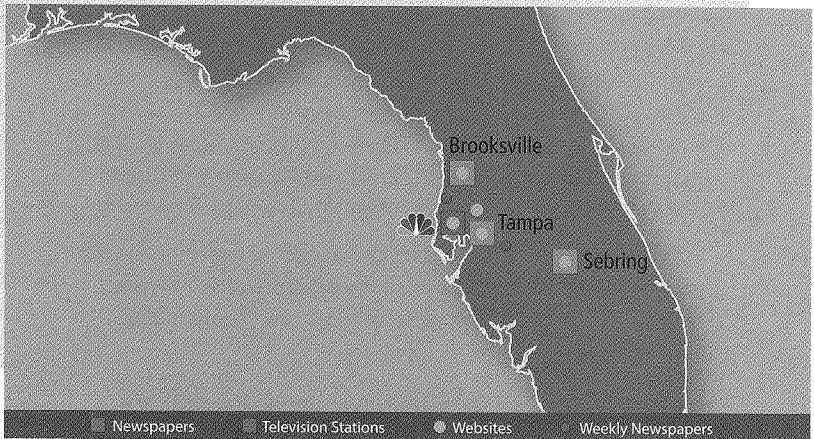 Brooksville
Tampa
Sebring
Newspapers Television Stations Websites Weekly Newspapers